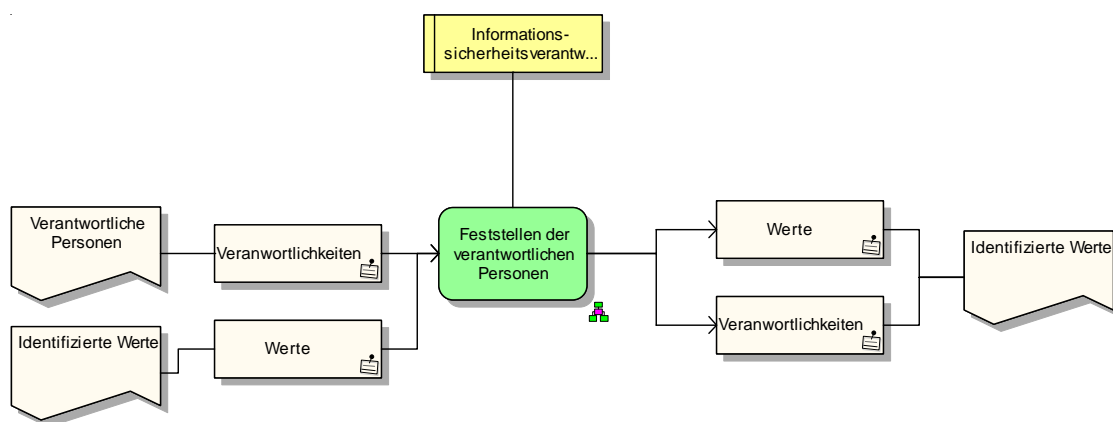 Informations-
sicherheitsverantw...
Verantwortliche
Personen
Veranwortlichkeiten
Feststellen der
verantwortlichen
Personen
Werte
Identifizierte Werte
Veranwortlichkeiten
Identifizierte Werte
Werte